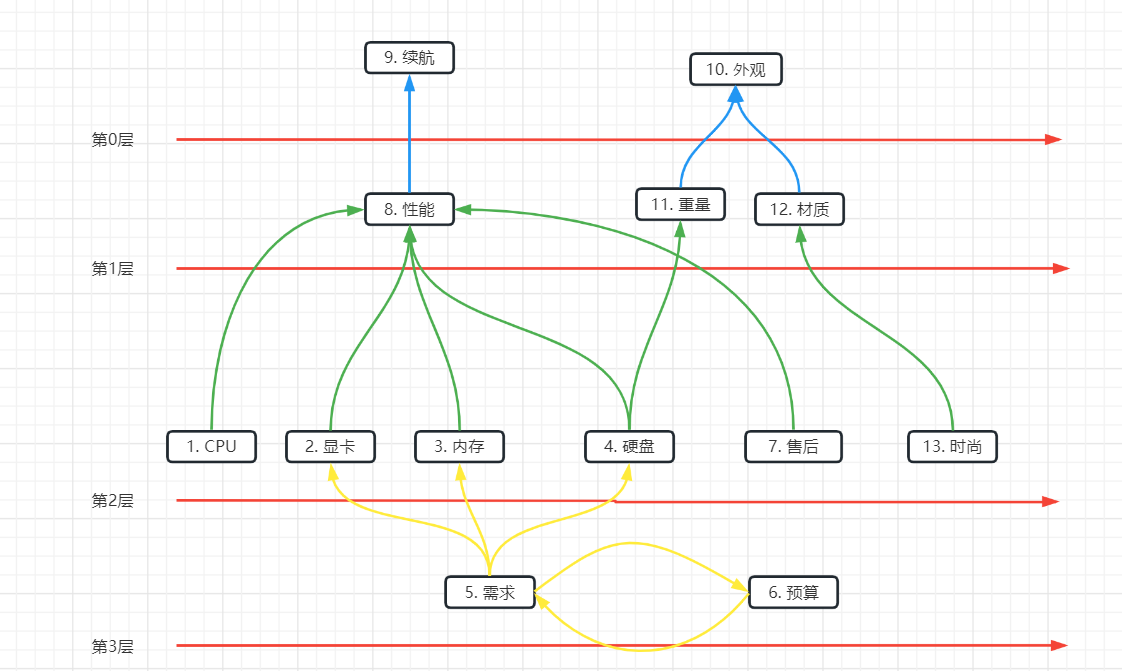 9. 续航
10. 外观
第0层
8. 性能
11. 重量
12. 材质
第1层
1. CPU
2. 显卡
3. 内存
4. 硬盘
7. 售后
13. 时尚
第2层
5. 需求
6. 预算
第3层